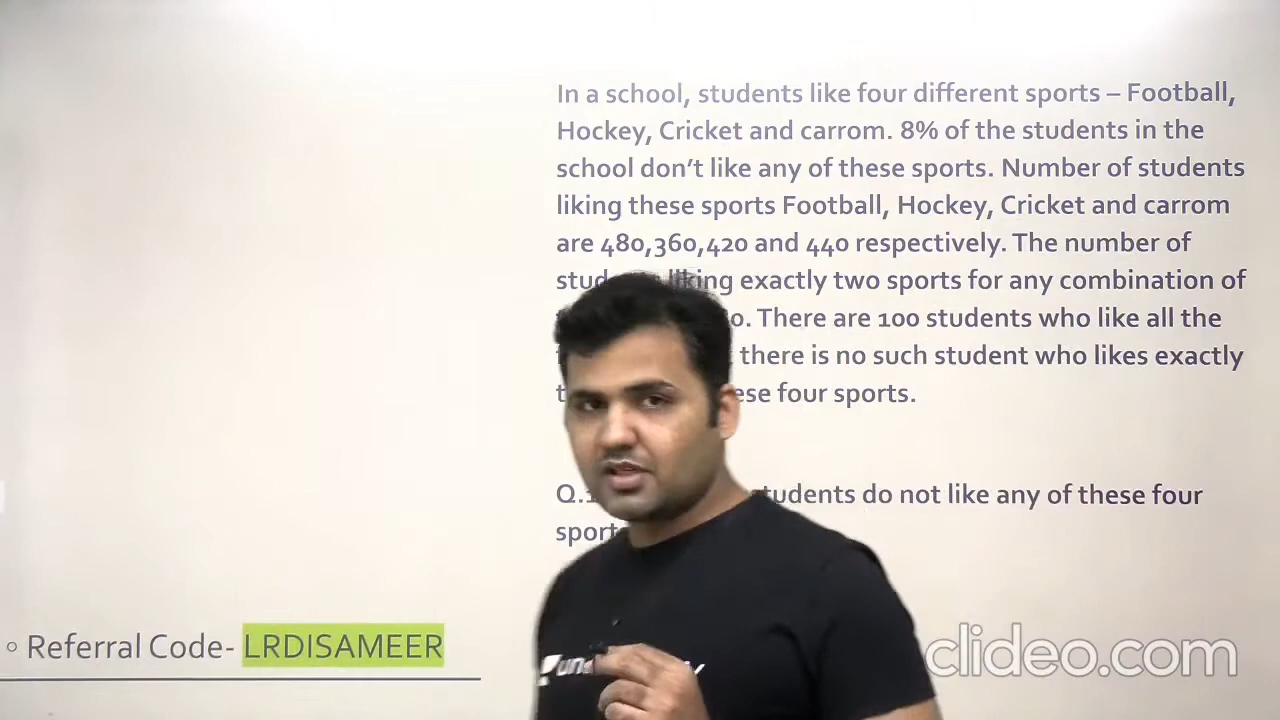 In a school, students like four different sports – Football,
Hockey, Cricket and carrom. 8% of the students in the
school don't like any of these sports. Number of students
liking these sports Football, Hockey, Cricket and carrom
are 480,360,420 and 440 respectively. The number of
liking exactly two sports for any combination of
There are 100 students who like all the
there is no such student who likes exactly
these four sports.
students do not like any of these four
sports
Referral Code- LRDISAMEER
clideo.com